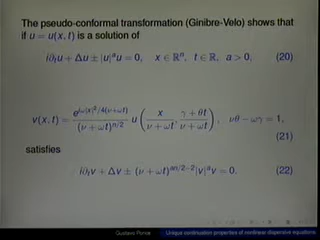 The pseudo-conformal transformation (Ginibre-Velo) shows that
if u = u(x, t) is a solution of
i∂ₜu + Δu ± |u|ᵃu = 0, x ∈ ℝⁿ, t ∈ ℝ, a > 0. (20)
v(x, t) = e^{iω|x|²/4(ν+ωt)} / (ν + ωt)^{n/2} u ( x / (ν + ωt), (γ + θt) / (ν + ωt) ), νθ − ωγ = 1,
(21)
satisfies
i∂ₜv + Δv ± (ν + ωt)^{an/2−2}|v|ᵃv = 0. (22)
Gustavo Ponce Unique continuation properties of nonlinear dispersive equations